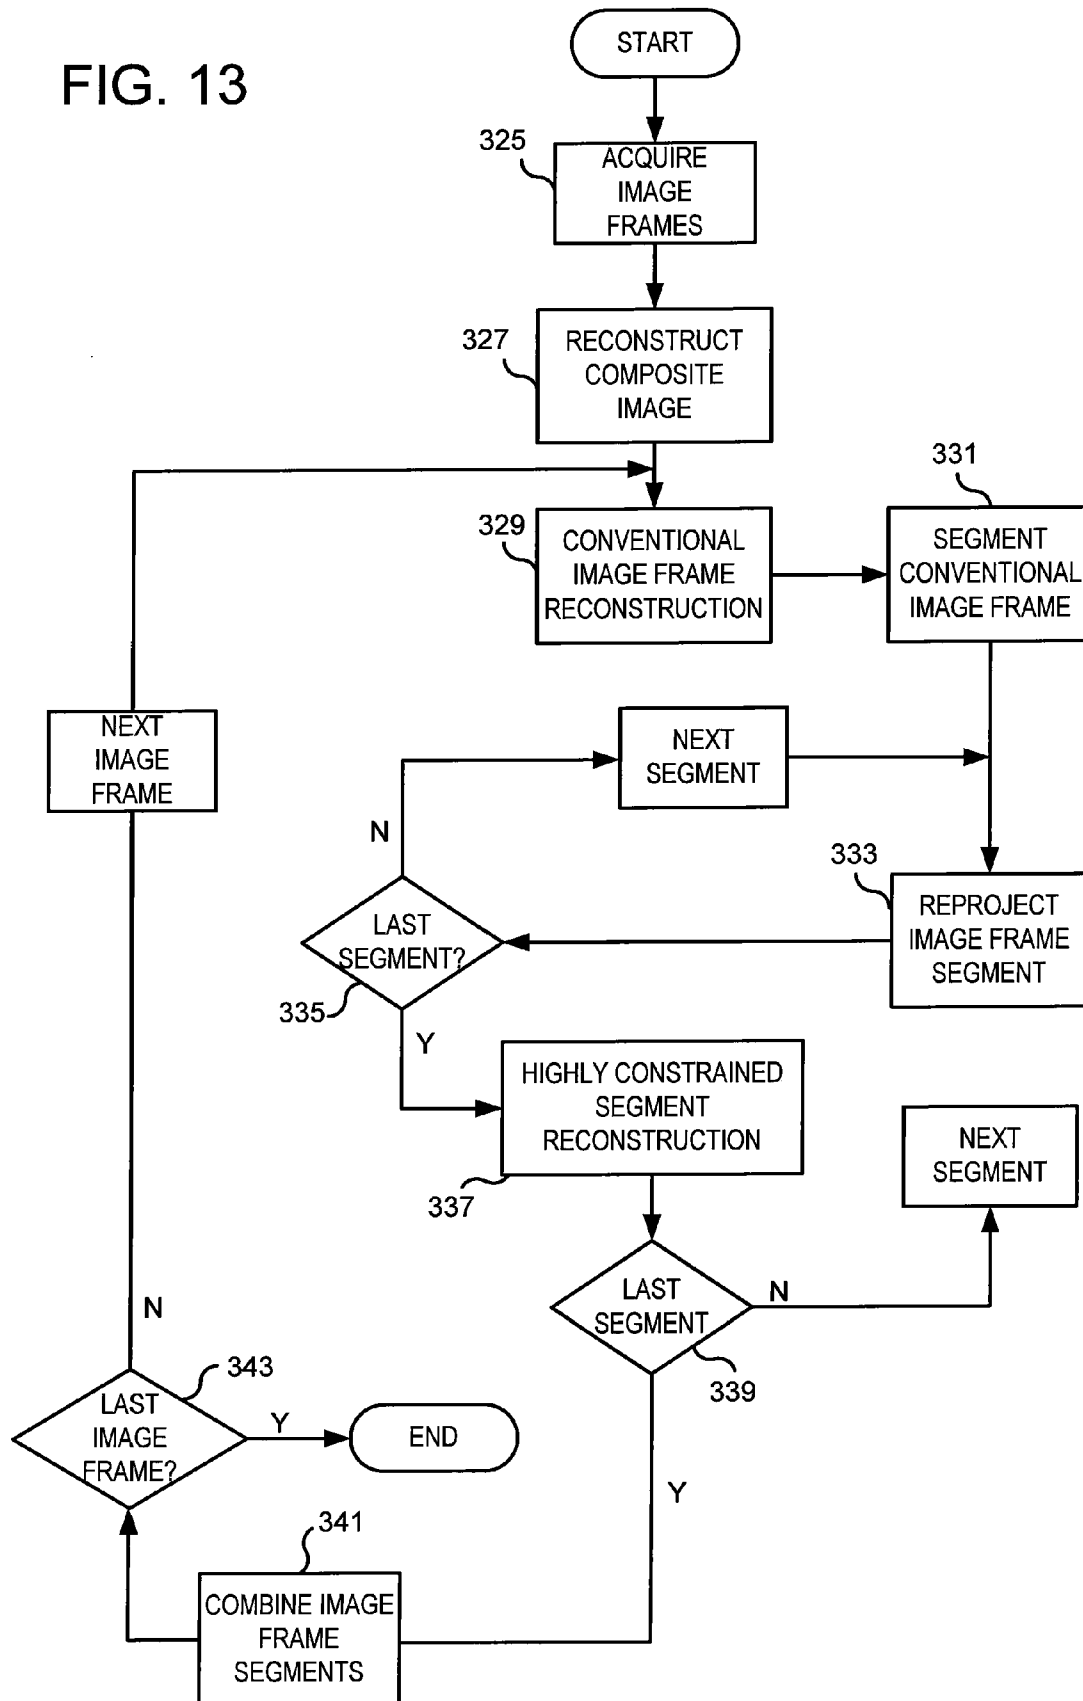 FIG. 13
START
325
ACQUIRE
IMAGE
FRAMES
327
RECONSTRUCT
COMPOSITE
IMAGE
331
329
CONVENTIONAL
IMAGE FRAME
RECONSTRUCTION
SEGMENT
CONVENTIONAL
IMAGE FRAME
NEXT
IMAGE
FRAME
NEXT
SEGMENT
N
333
LAST
SEGMENT?
335
REPROJECT
IMAGE FRAME
SEGMENT
Y
HIGHLY CONSTRAINED
SEGMENT
RECONSTRUCTION
337
NEXT
SEGMENT
LAST
SEGMENT
N
339
N
343
LAST
IMAGE
FRAME?
Y
END
Y
341
COMBINE IMAGE
FRAME
SEGMENTS